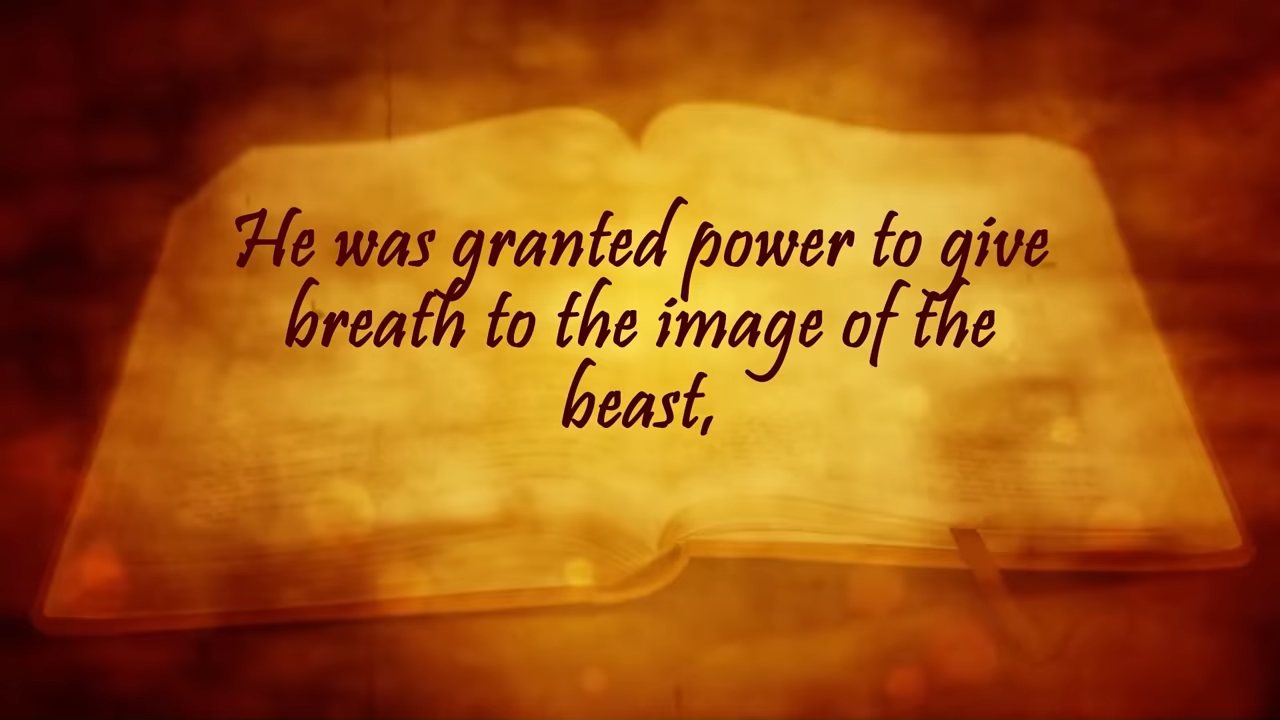 He was granted power to give
breath to the image of the
beast,